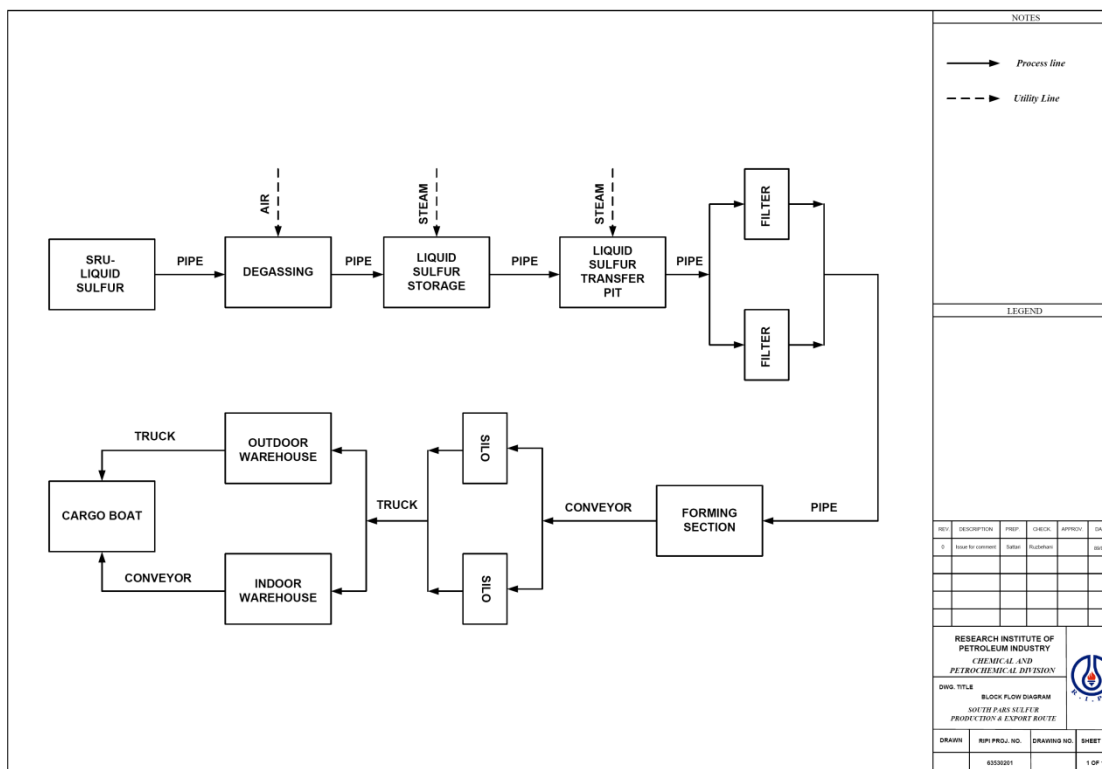 NOTES
Process line
Utility Line
AIR
STEAM
STEAM
FILTER
SRU-
LIQUID
SULFUR
PIPE
DEGASSING
PIPE
LIQUID
SULFUR
STORAGE
PIPE
LIQUID
SULFUR
TRANSFER
PIT
PIPE
FILTER
LEGEND
TRUCK
OUTDOOR
WAREHOUSE
SILO
CARGO BOAT
TRUCK
CONVEYOR
FORMING
SECTION
PIPE
CONVEYOR
INDOOR
WAREHOUSE
SILO
REV DESCRIPTION PREP CHECK APPROV
0 Issue for comment Sattari Ruzbehani
RESEARCH INSTITUTE OF
PETROLEUM INDUSTRY
CHEMICAL AND
PETROCHEMICAL DIVISION
DWG. TITLE
BLOCK FLOW DIAGRAM
SOUTH PARS SULFUR
PRODUCTION & EXPORT ROUTE
DRAWN RIPI PROJ. NO. DRAWING NO. SHEET
83530201 1 OF